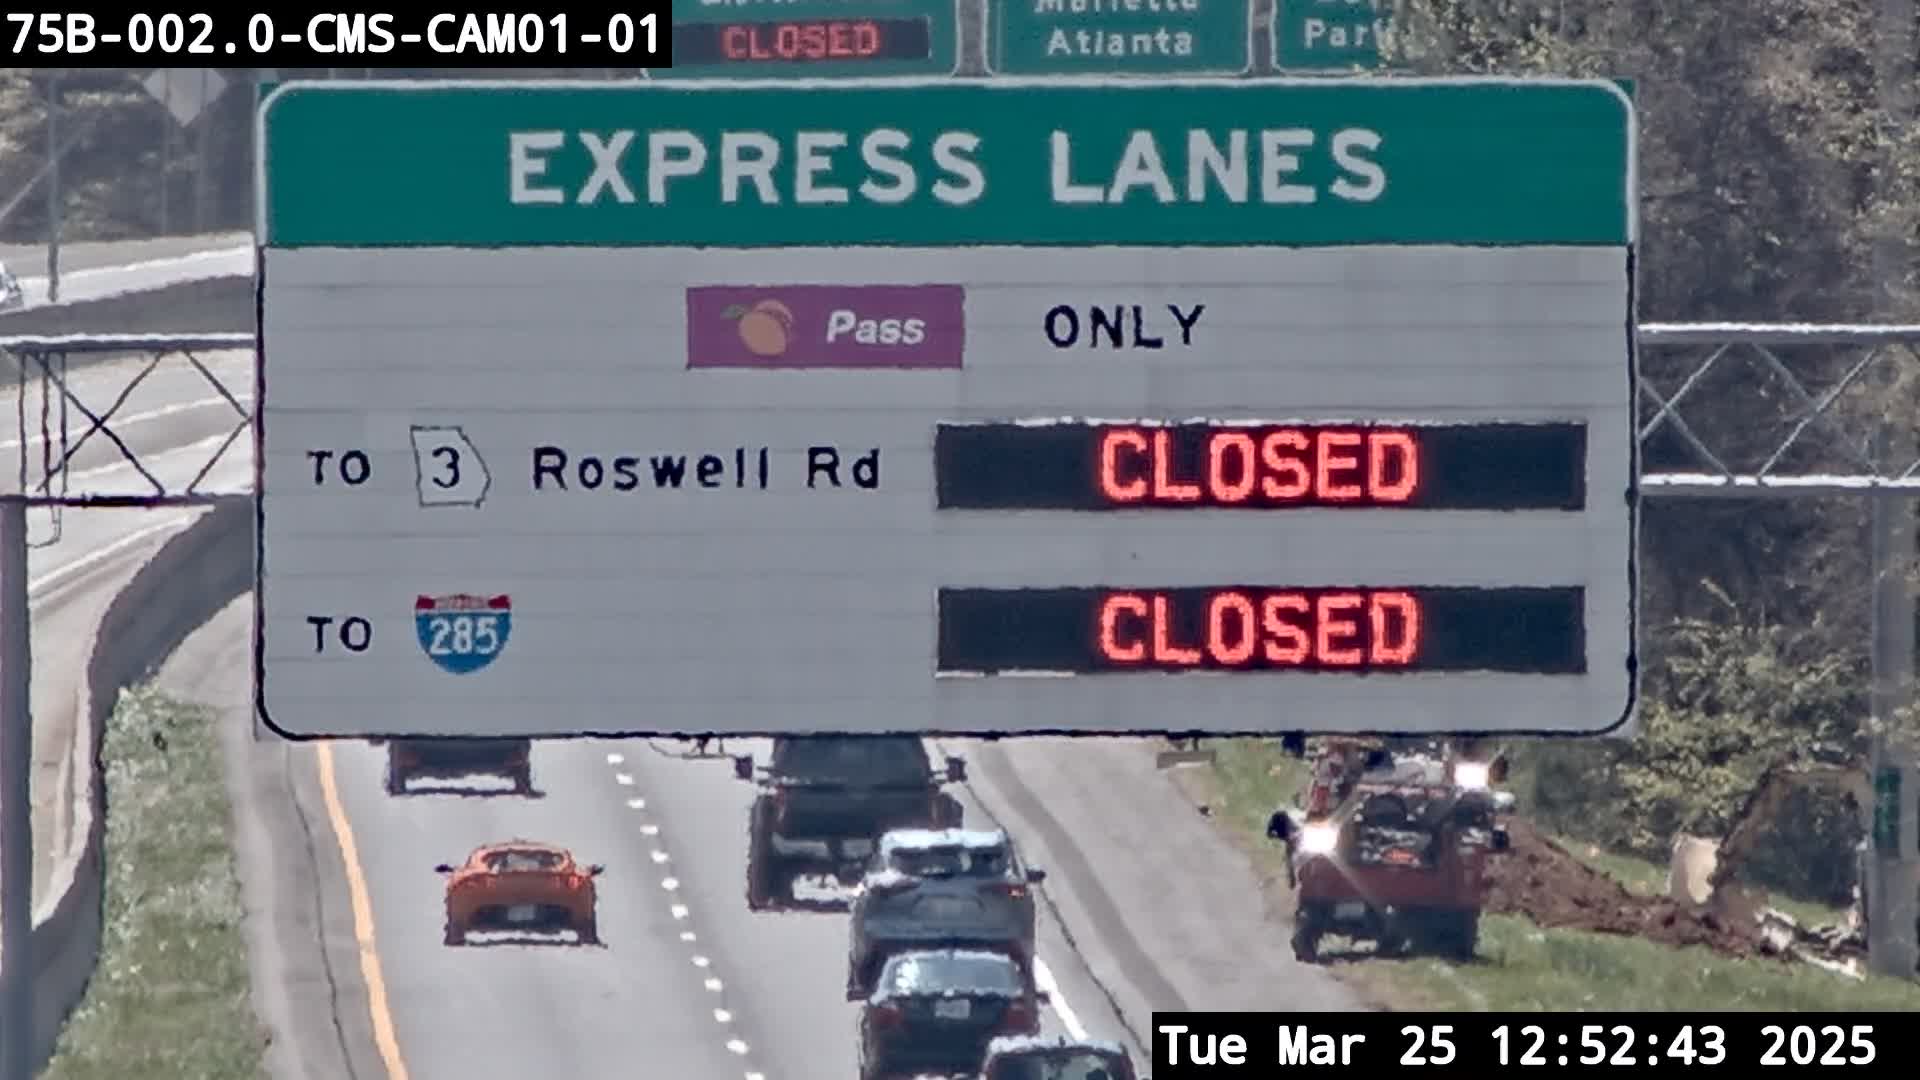 75B-002.0-CMS-CAM01-01
CLOSED
Marietta
Atlanta
EXPRESS LANES
Pass ONLY
TO 3 Roswell Rd CLOSED
TO 285 CLOSED
Tue Mar 25 12:52:43 2025